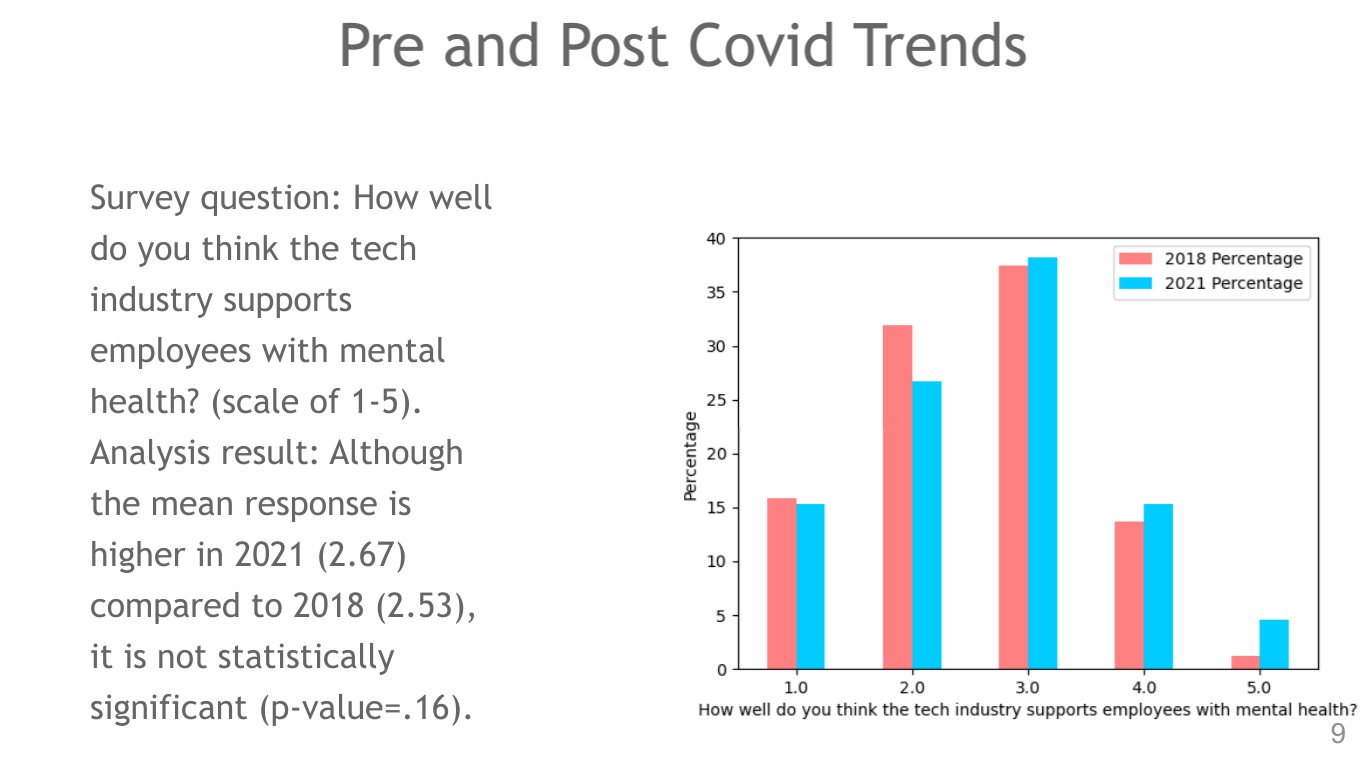 Pre and Post Covid Trends
Survey question: How well
do you think the tech
industry supports
employees with mental
health? (scale of 1-5).
Analysis result: Although
the mean response is
higher in 2021 (2.67)
compared to 2018 (2.53),
it is not statistically
significant (p-value=.16).
40
35
30
25
20
15
10
5
0
Percentage
2018 Percentage
2021 Percentage
1.0 2.0 3.0 4.0 5.0
How well do you think the tech industry supports employees with mental health?
9